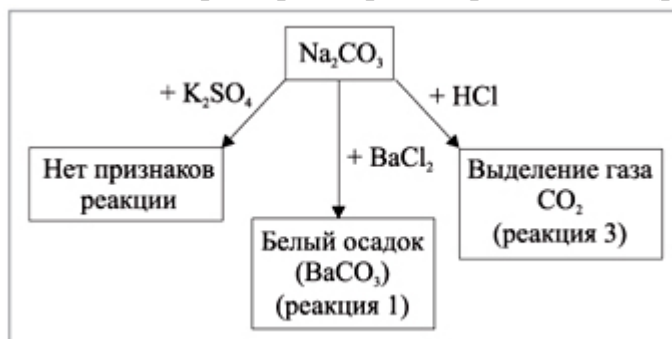 Na₂CO₃
+ K₂SO₄
+ HCl
+ BaCl₂
Нет признаков
реакции
Выделение газа
CO₂
(реакция 3)
Белый осадок
(BaCO₃)
(реакция 1)